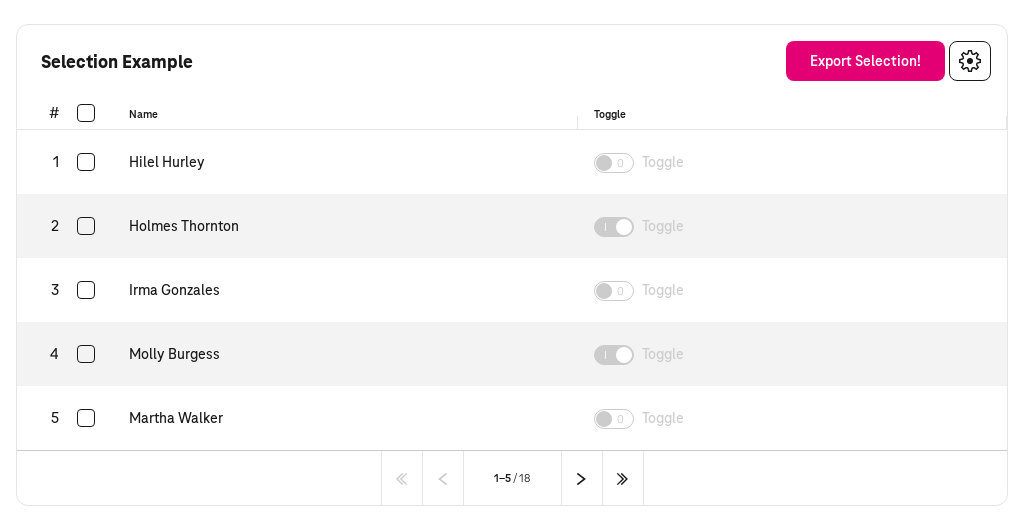 Selection Example
Export Selection!
# Name Toggle
1 Hilel Hurley 0 Toggle
2 Holmes Thornton I Toggle
3 Irma Gonzales 0 Toggle
4 Molly Burgess I Toggle
5 Martha Walker 0 Toggle
1–5 / 18